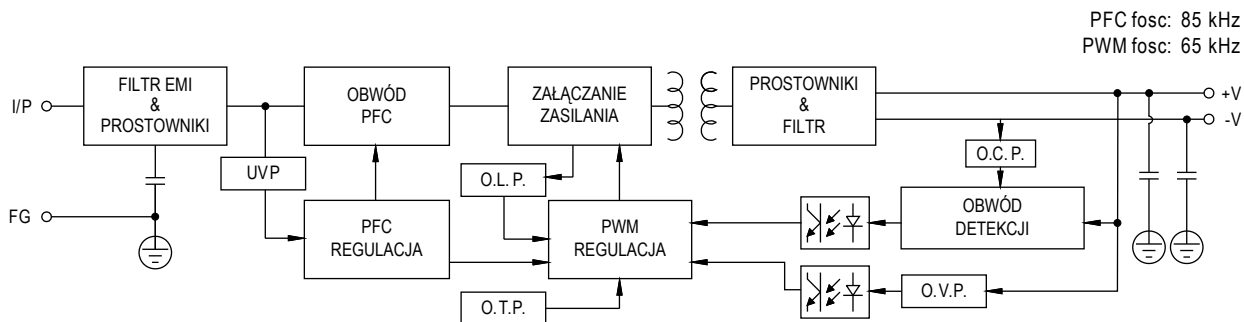 PFC fosc: 85 kHz
PWM fosc: 65 kHz
I/P
FILTR EMI
&
PROSTOWNIKI
OBWÓD
PFC
ZAŁĄCZANIE
ZASILANIA
PROSTOWNIKI
&
FILTR
+V
-V
UVP
O.L.P.
O.C.P.
FG
PFC
REGULACJA
PWM
REGULACJA
OBWÓD
DETEKCJI
O.T.P.
O.V.P.